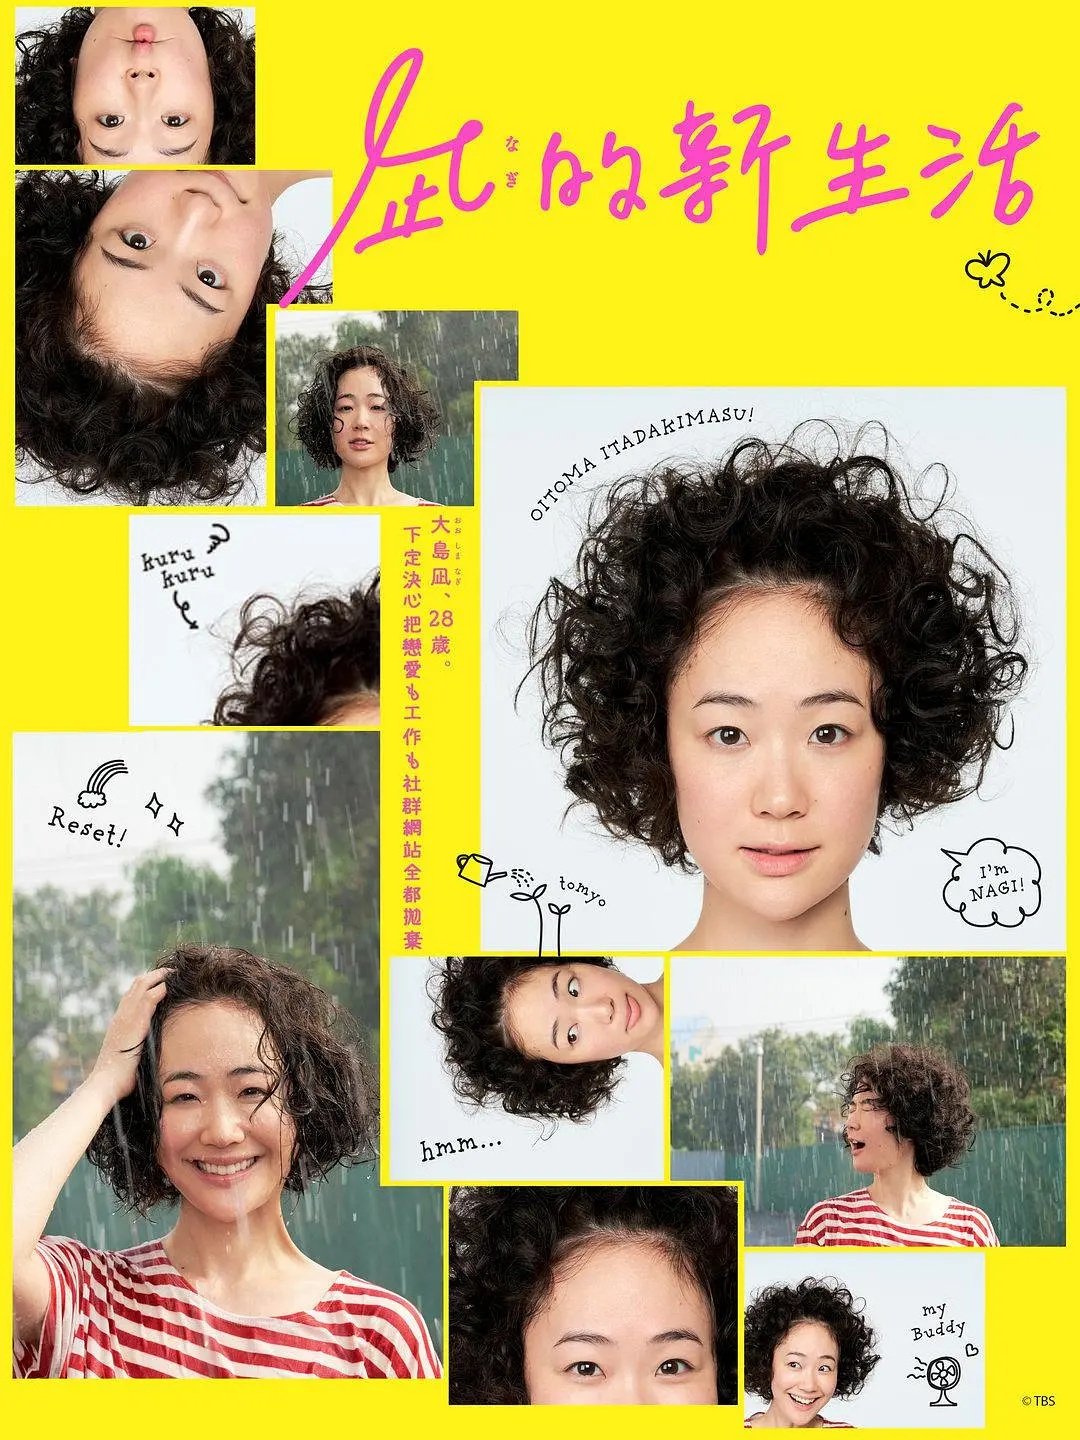 凪的新生活
なぎ
OITOMA ITADAKIMASU!
kuru
kuru
大島凪、28歳。
おお しま なぎ
下定決心把戀愛も工作も社群網站全都拋棄
Reset!
I'm
NAGI!
tomyo
hmm...
my
Buddy
© TBS